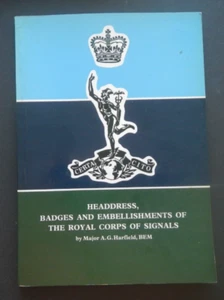 CERTA CITO
HEADDRESS,
BADGES AND EMBELLISHMENTS OF
THE ROYAL CORPS OF SIGNALS
by Major A.G. Harfield, BEM